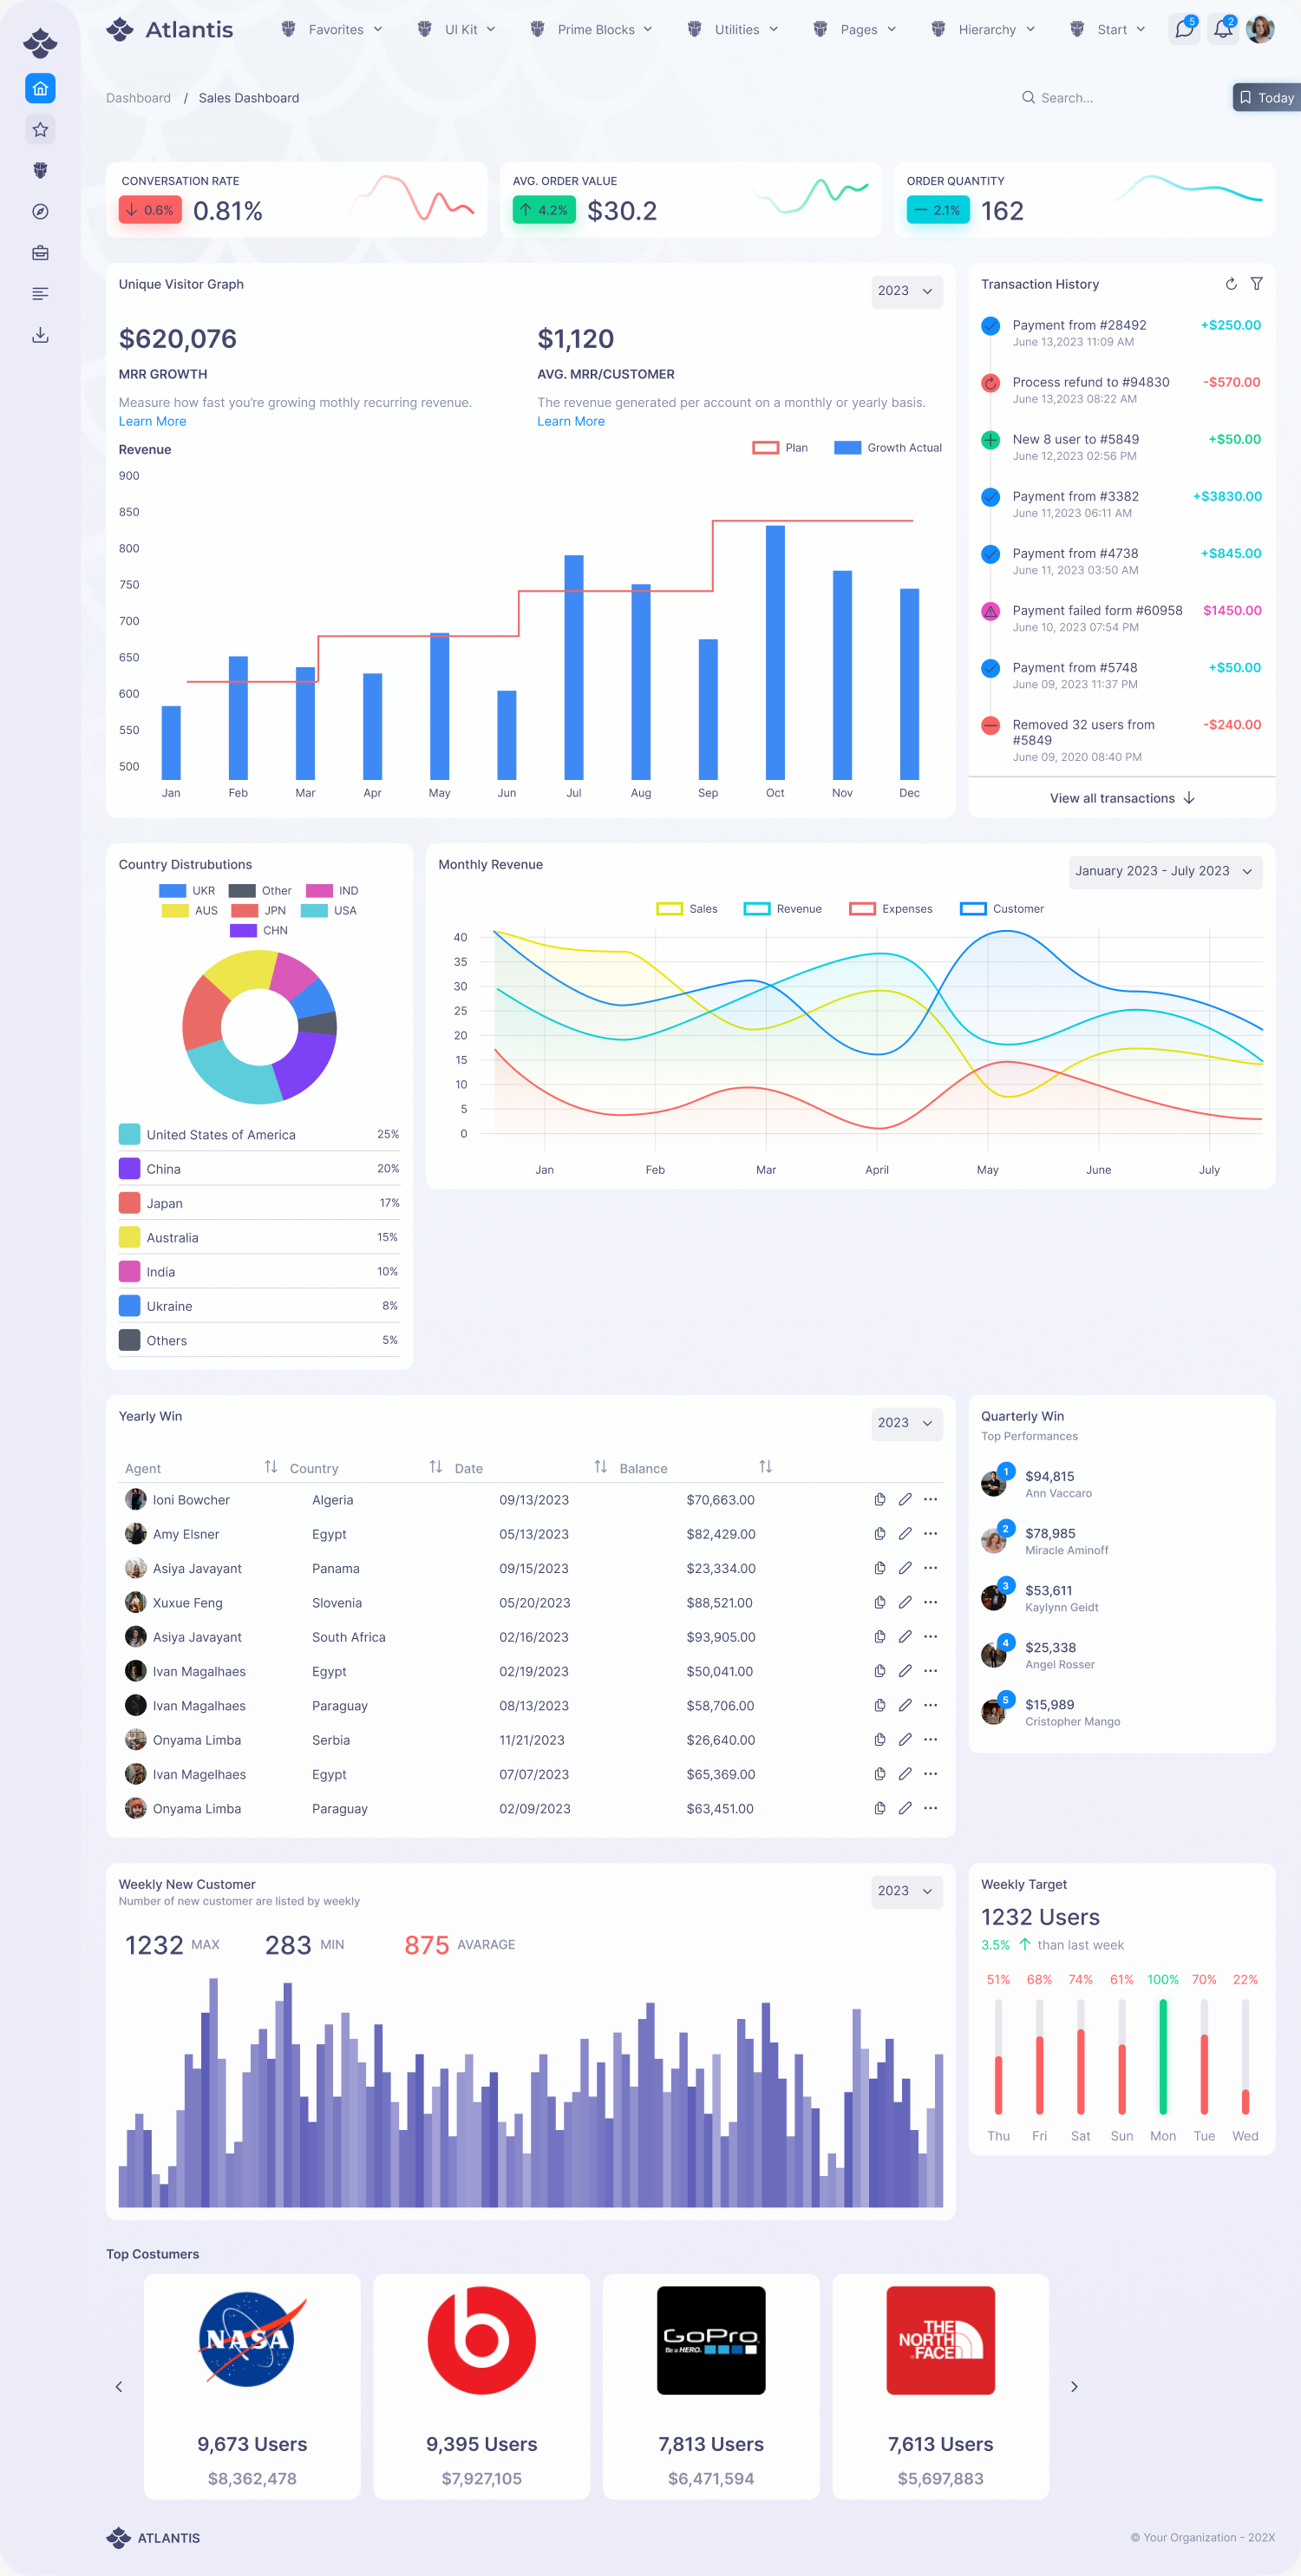 Atlantis
Favorites
UI Kit
Prime Blocks
Utilities
Pages
Hierarchy
Start
5
2
Dashboard / Sales Dashboard
Search...
Today
CONVERSATION RATE
0.6% 0.81%
AVG. ORDER VALUE
4.2% $30.2
ORDER QUANTITY
2.1% 162
Unique Visitor Graph
2023
$620,076
MRR GROWTH
Measure how fast you're growing mothly recurring revenue.
Learn More
$1,120
AVG. MRR/CUSTOMER
The revenue generated per account on a monthly or yearly basis.
Learn More
Revenue
Plan
Growth Actual
900
850
800
750
700
650
600
550
500
Jan Feb Mar Apr May Jun Jul Aug Sep Oct Nov Dec
Transaction History
Payment from #28492 +$250.00
June 13,2023 11:09 AM
Process refund to #94830 -$570.00
June 13,2023 08:22 AM
New 8 user to #5849 +$50.00
June 12,2023 02:56 PM
Payment from #3382 +$3830.00
June 11,2023 06:11 AM
Payment from #4738 +$845.00
June 11, 2023 03:50 AM
Payment failed form #60958 $1450.00
June 10, 2023 07:54 PM
Payment from #5748 +$50.00
June 09, 2023 11:37 PM
Removed 32 users from -$240.00
#5849
June 09, 2020 08:40 PM
View all transactions
Country Distrubutions
UKR Other IND
AUS JPN USA
CHN
United States of America 25%
China 20%
Japan 17%
Australia 15%
India 10%
Ukraine 8%
Others 5%
Monthly Revenue
January 2023 - July 2023
Sales Revenue Expenses Customer
40
35
30
25
20
15
10
5
0
Jan Feb Mar April May June July
Yearly Win
2023
Agent Country Date Balance
Ioni Bowcher Algeria 09/13/2023 $70,663.00
Amy Elsner Egypt 05/13/2023 $82,429.00
Asiya Javayant Panama 09/15/2023 $23,334.00
Xuxue Feng Slovenia 05/20/2023 $88,521.00
Asiya Javayant South Africa 02/16/2023 $93,905.00
Ivan Magalhaes Egypt 02/19/2023 $50,041.00
Ivan Magalhaes Paraguay 08/13/2023 $58,706.00
Onyama Limba Serbia 11/21/2023 $26,640.00
Ivan Magelhaes Egypt 07/07/2023 $65,369.00
Onyama Limba Paraguay 02/09/2023 $63,451.00
Quarterly Win
Top Performances
1
$94,815
Ann Vaccaro
2
$78,985
Miracle Aminoff
3
$53,611
Kaylynn Geidt
4
$25,338
Angel Rosser
5
$15,989
Cristopher Mango
Weekly New Customer
Number of new customer are listed by weekly
2023
1232 MAX 283 MIN 875 AVARAGE
Weekly Target
1232 Users
3.5% than last week
51% 68% 74% 61% 100% 70% 22%
Thu Fri Sat Sun Mon Tue Wed
Top Costumers
NASA
9,673 Users
$8,362,478
b
9,395 Users
$7,927,105
GoPro
Be a HERO.
7,813 Users
$6,471,594
THE
NORTH
FACE
7,613 Users
$5,697,883
ATLANTIS
© Your Organization - 202X